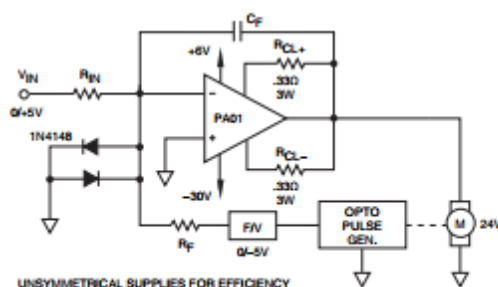 CF
+6V
RCL+
.33Ω
3W
VIN
RIN
0/+5V
PA01
1N4148
RCL−
.33Ω
3W
−30V
RF
F/V
0/−5V
OPTO
PULSE
GEN.
M
24V
UNSYMMETRICAL SUPPLIES FOR EFFICIENCY